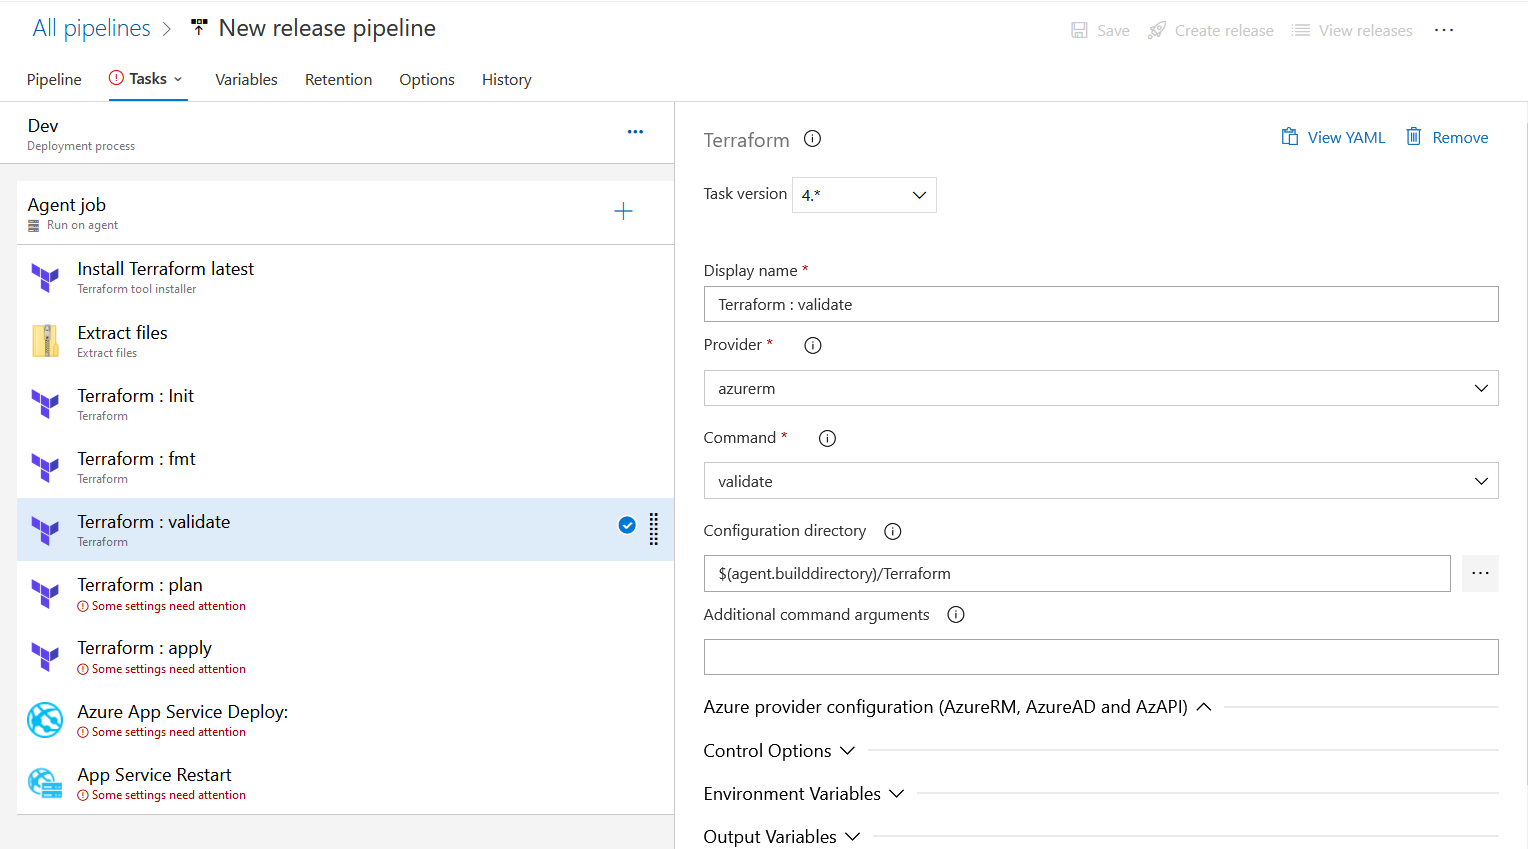 All pipelines > New release pipeline
Save Create release View releases ...
Pipeline Tasks Variables Retention Options History
Dev
Deployment process
...
Agent job
Run on agent
Install Terraform latest
Terraform tool installer
Extract files
Extract files
Terraform : Init
Terraform
Terraform : fmt
Terraform
Terraform : validate
Terraform
Terraform : plan
Some settings need attention
Terraform : apply
Some settings need attention
Azure App Service Deploy:
Some settings need attention
App Service Restart
Some settings need attention
Terraform
View YAML Remove
Task version 4.*
Display name *
Terraform : validate
Provider *
azurerm
Command *
validate
Configuration directory
$(agent.builddirectory)/Terraform
...
Additional command arguments
Azure provider configuration (AzureRM, AzureAD and AzAPI)
Control Options
Environment Variables
Output Variables